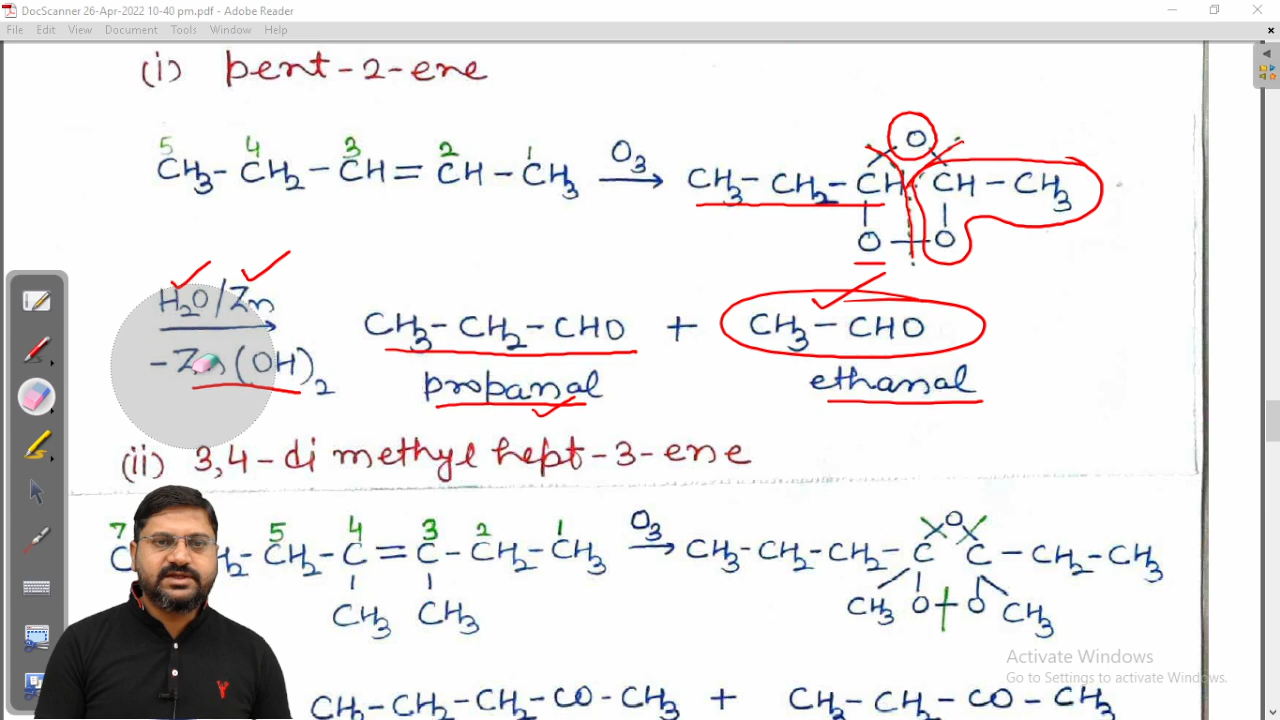 DocScanner 26-Apr-2022 10-40 pm.pdf - Adobe Reader
File Edit View Document Tools Window Help
(i) pent-2-ene
5 4 3 2 1
CH₃-CH₂-CH=CH-CH₃ O₃→ CH₃-CH₂-CH CH-CH₃
O
O-O
H₂O/Zn
-Zn(OH)₂
CH₃-CH₂-CHO + CH₃-CHO
propanal ethanal
(ii) 3,4-dimethyl hept-3-ene
7 5 4 3 2 1
CH₂-C=C-CH₂-CH₃ O₃→ CH₃-CH₂-CH₂-C C-CH₂-CH₃
O
CH₃ CH₃ CH₃ O-O CH₃
CH₃-CH₂-CH₂-CO-CH₃ + CH₃-CH₂-CO-CH₃
Activate Windows
Go to Settings to activate Windows.